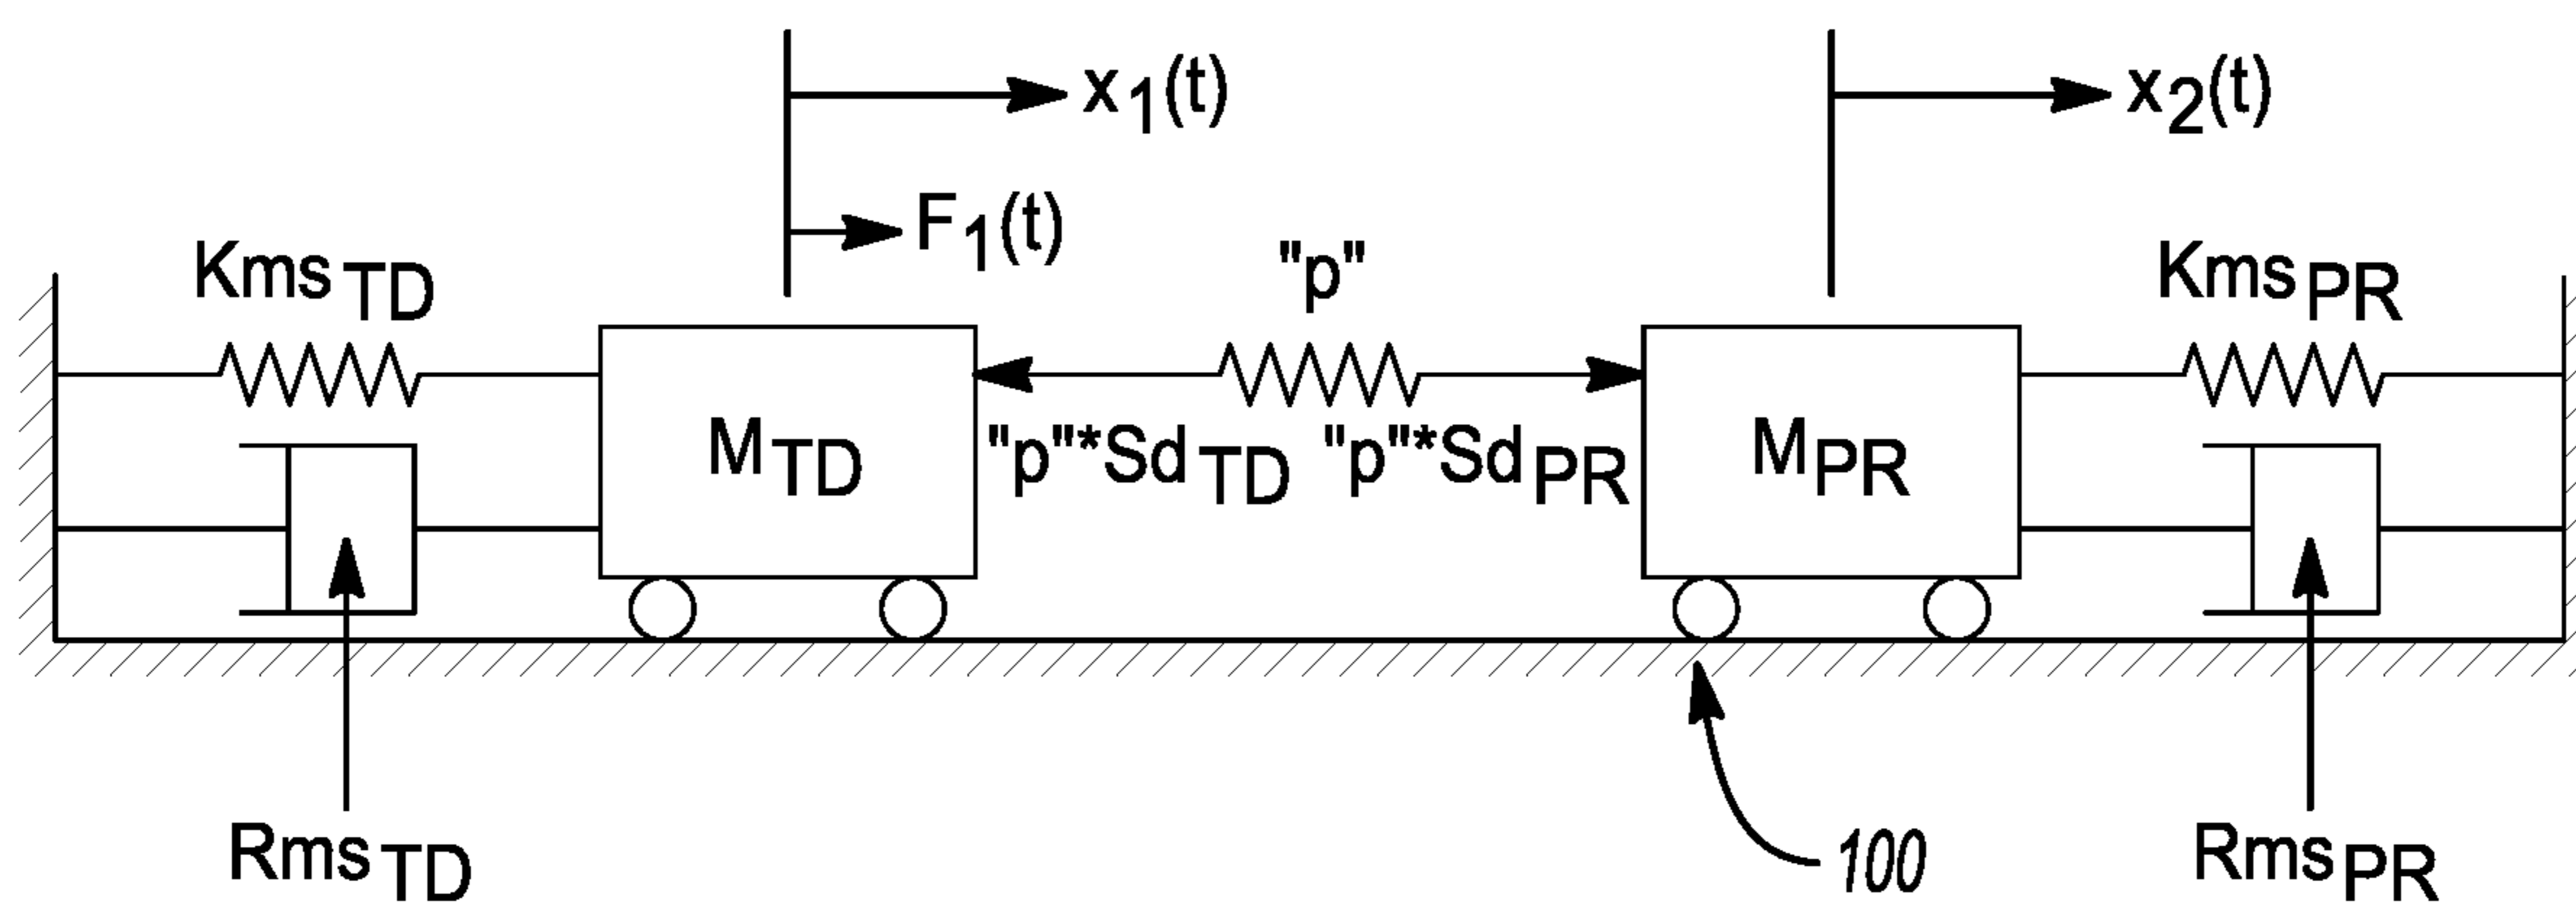 x1(t)
x2(t)
F1(t)
KmsTD
"p"
KmsPR
MTD
"p"*SdTD
"p"*SdPR
MPR
RmsTD
100
RmsPR